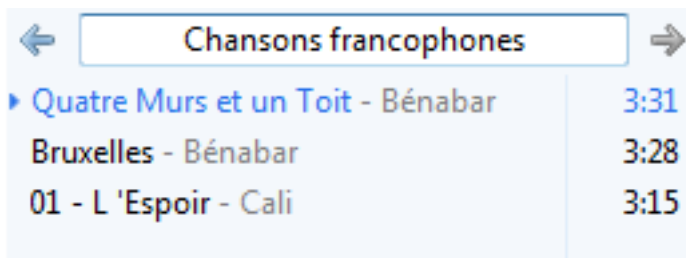 Chansons francophones
Quatre Murs et un Toit - Bénabar 3:31
Bruxelles - Bénabar 3:28
01 - L 'Espoir - Cali 3:15